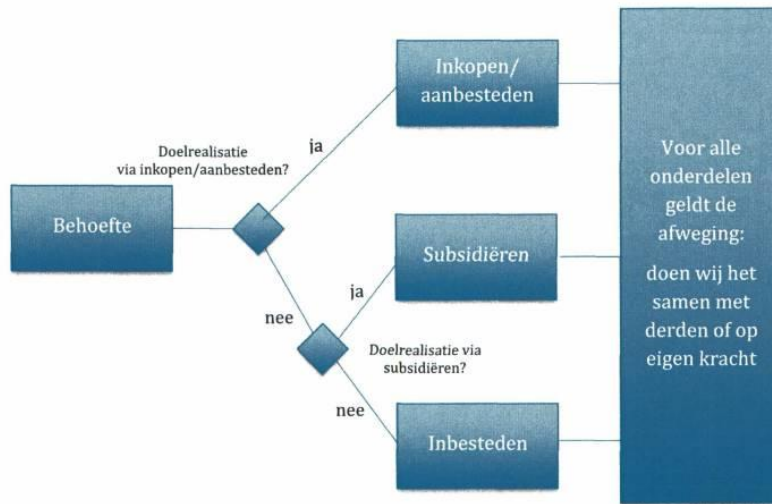 Inkopen/
aanbesteden
ja
Doelrealisatie
via inkopen/aanbesteden?
Behoefte
Subsidiëren
ja
nee
Doelrealisatie via
subsidiëren?
nee
Inbesteden
Voor alle
onderdelen
geldt de
afweging:
doen wij het
samen met
derden of op
eigen kracht